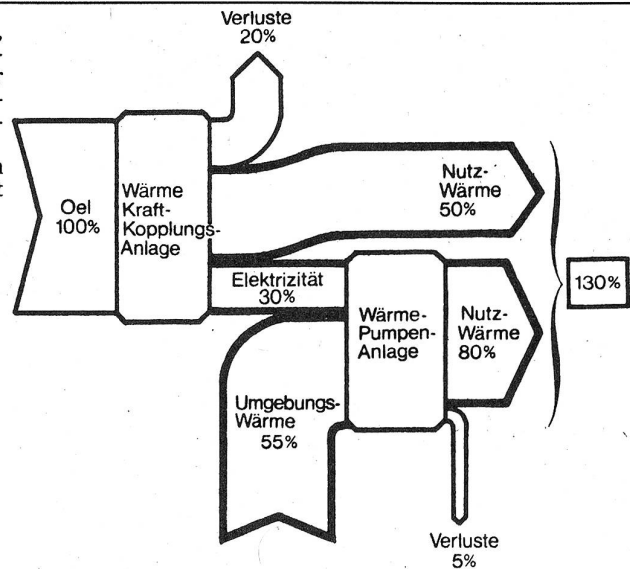 Verluste
20%
Oel
100%
Wärme
Kraft-
Kopplungs-
Anlage
Nutz-
Wärme
50%
Elektrizität
30%
Wärme-
Pumpen-
Anlage
Nutz-
Wärme
80%
130%
Umgebungs-
Wärme
55%
Verluste
5%